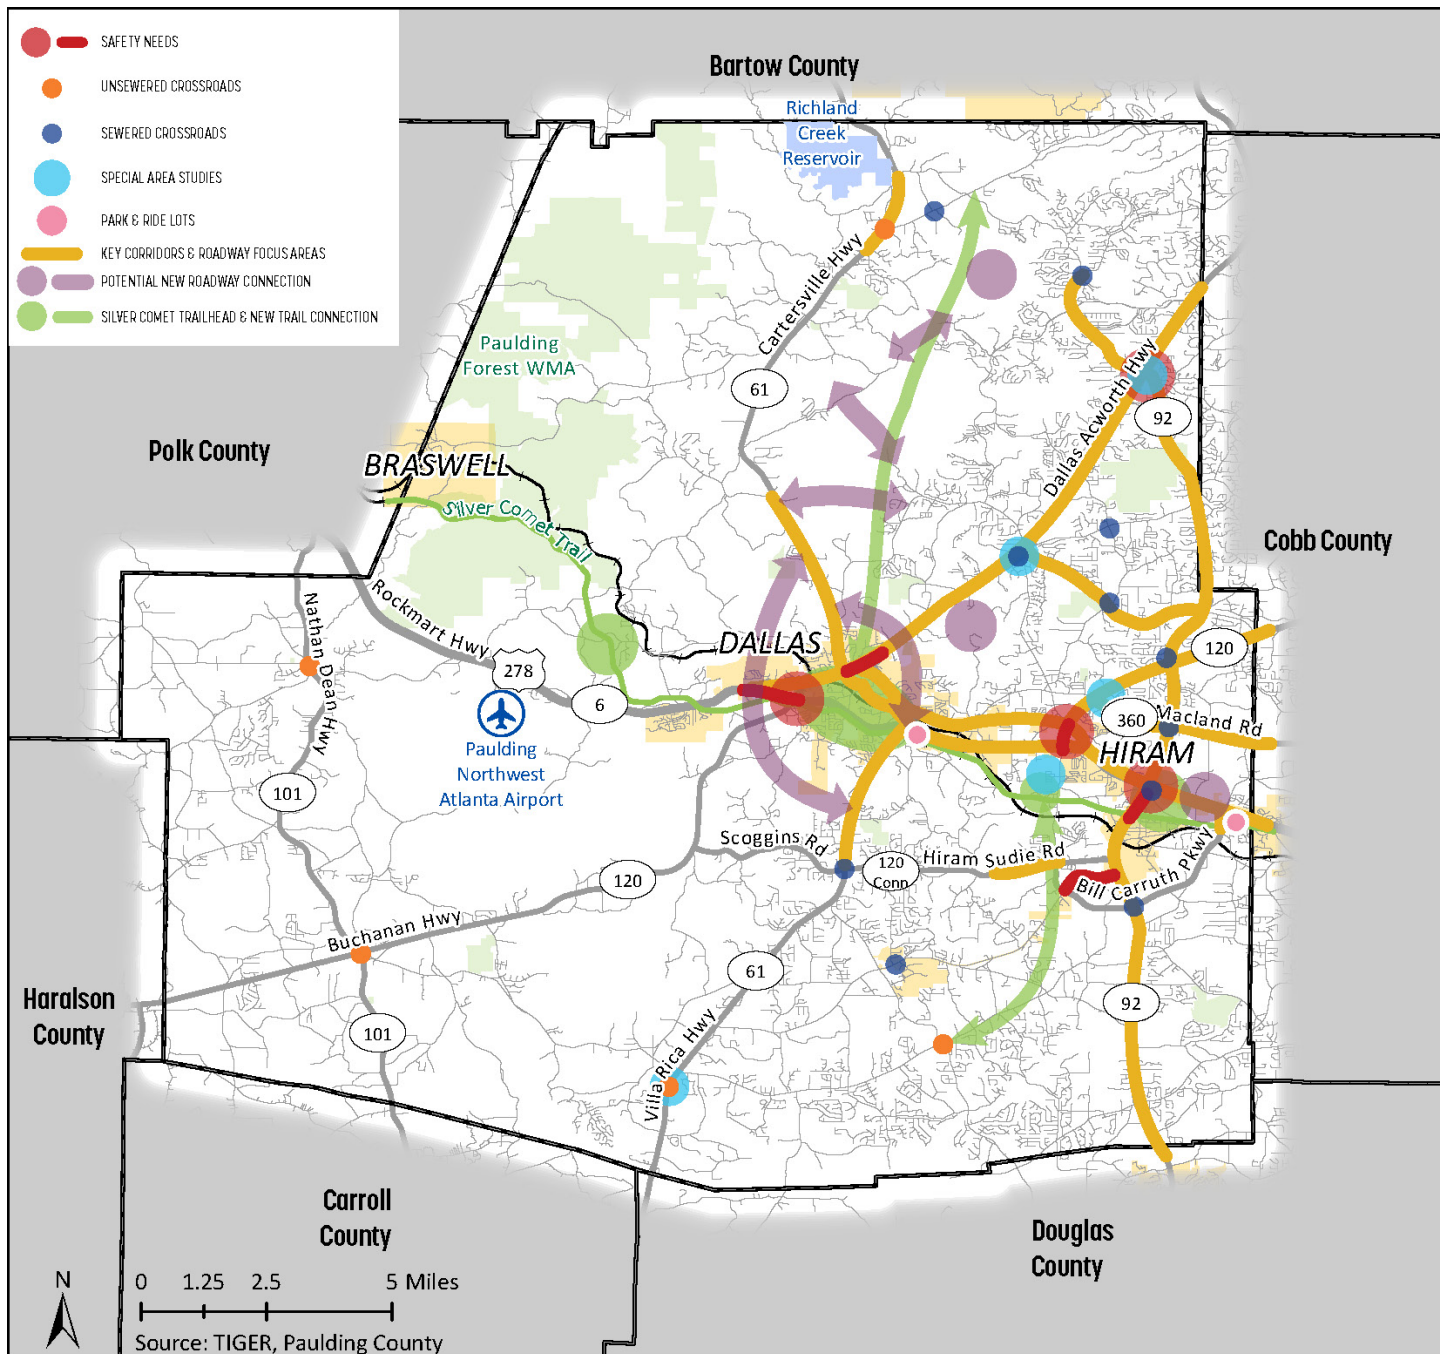 SAFETY NEEDS
UNSEWERED CROSSROADS
SEWERED CROSSROADS
SPECIAL AREA STUDIES
PARK & RIDE LOTS
KEY CORRIDORS & ROADWAY FOCUS AREAS
POTENTIAL NEW ROADWAY CONNECTION
SILVER COMET TRAILHEAD & NEW TRAIL CONNECTION
Bartow County
Richland
Creek
Reservoir
Cartersville Hwy
Paulding
Forest WMA
61
Dallas Acworth Hwy
92
Polk County
BRASWELL
Silver Comet Trail
Cobb County
Rockmart Hwy
Nathan Dean Hwy
DALLAS
278
6
120
360
Macland Rd
HIRAM
Paulding
Northwest
Atlanta Airport
101
Scoggins Rd
120
Conn
Hiram Sudie Rd
Bill Carruth Pkwy
120
Buchanan Hwy
61
92
Haralson
County
101
Villa Rica Hwy
Carroll
County
Douglas
County
N
0 1.25 2.5 5 Miles
Source: TIGER, Paulding County